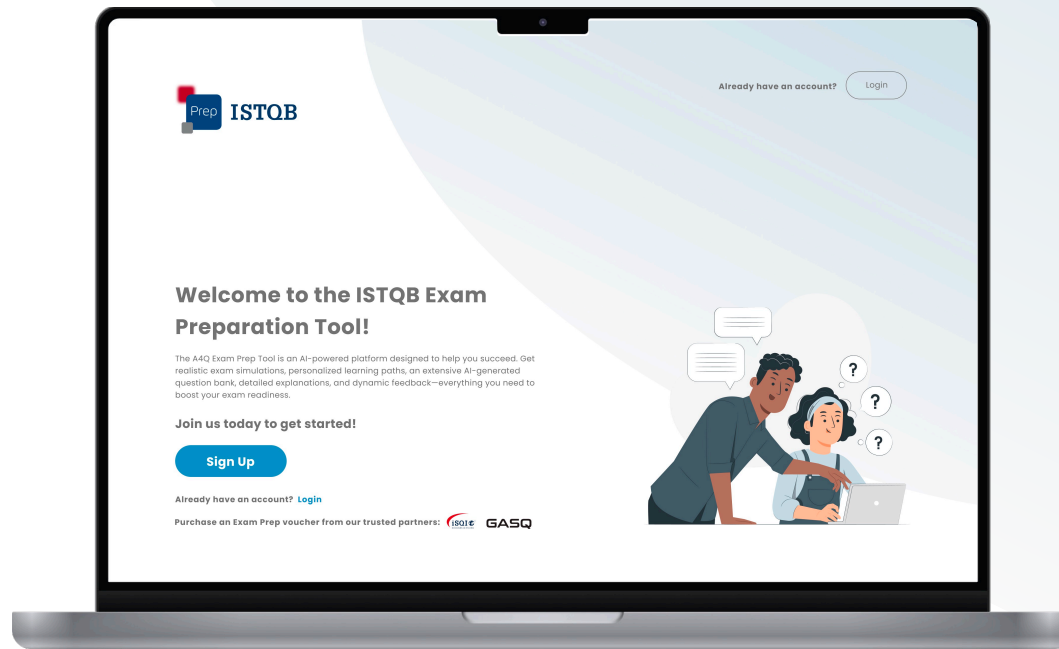 Prep ISTQB
Already have an account? Login
Welcome to the ISTQB Exam
Preparation Tool!
The A4Q Exam Prep Tool is an AI-powered platform designed to help you succeed. Get
realistic exam simulations, personalized learning paths, an extensive AI-generated
question bank, detailed explanations, and dynamic feedback—everything you need to
boost your exam readiness.
Join us today to get started!
Sign Up
Already have an account? Login
Purchase an Exam Prep voucher from our trusted partners: iSQI GASQ
?
?
?